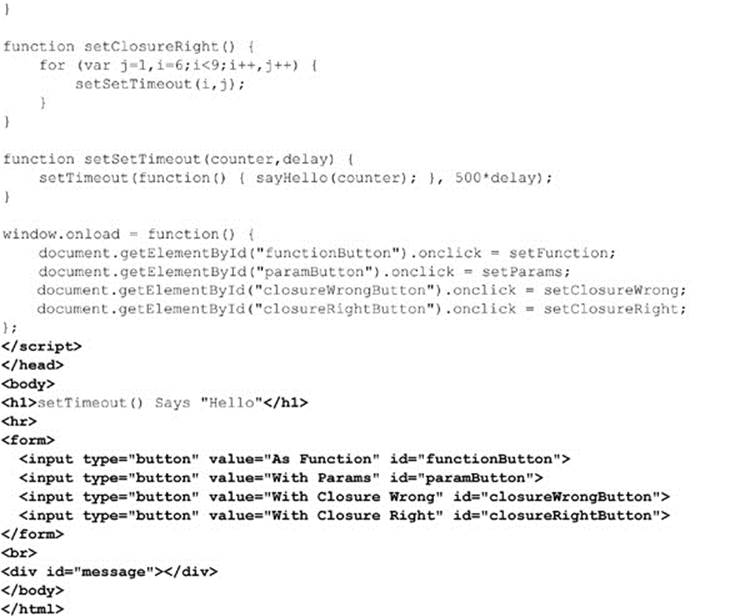 }
function setClosureRight() {
    for (var j=1,i=6;i<9;i++,j++) {
        setSetTimeout(i,j);
    }
}
function setSetTimeout(counter,delay) {
    setTimeout(function() { sayHello(counter); }, 500*delay);
}
window.onload = function() {
    document.getElementById("functionButton").onclick = setFunction;
    document.getElementById("paramButton").onclick = setParams;
    document.getElementById("closureWrongButton").onclick = setClosureWrong;
    document.getElementById("closureRightButton").onclick = setClosureRight;
};
</script>
</head>
<body>
<h1>setTimeout() Says "Hello"</h1>
<hr>
<form>
  <input type="button" value="As Function" id="functionButton">
  <input type="button" value="With Params" id="paramButton">
  <input type="button" value="With Closure Wrong" id="closureWrongButton">
  <input type="button" value="With Closure Right" id="closureRightButton">
</form>
<br>
<div id="message"></div>
</body>
</html>